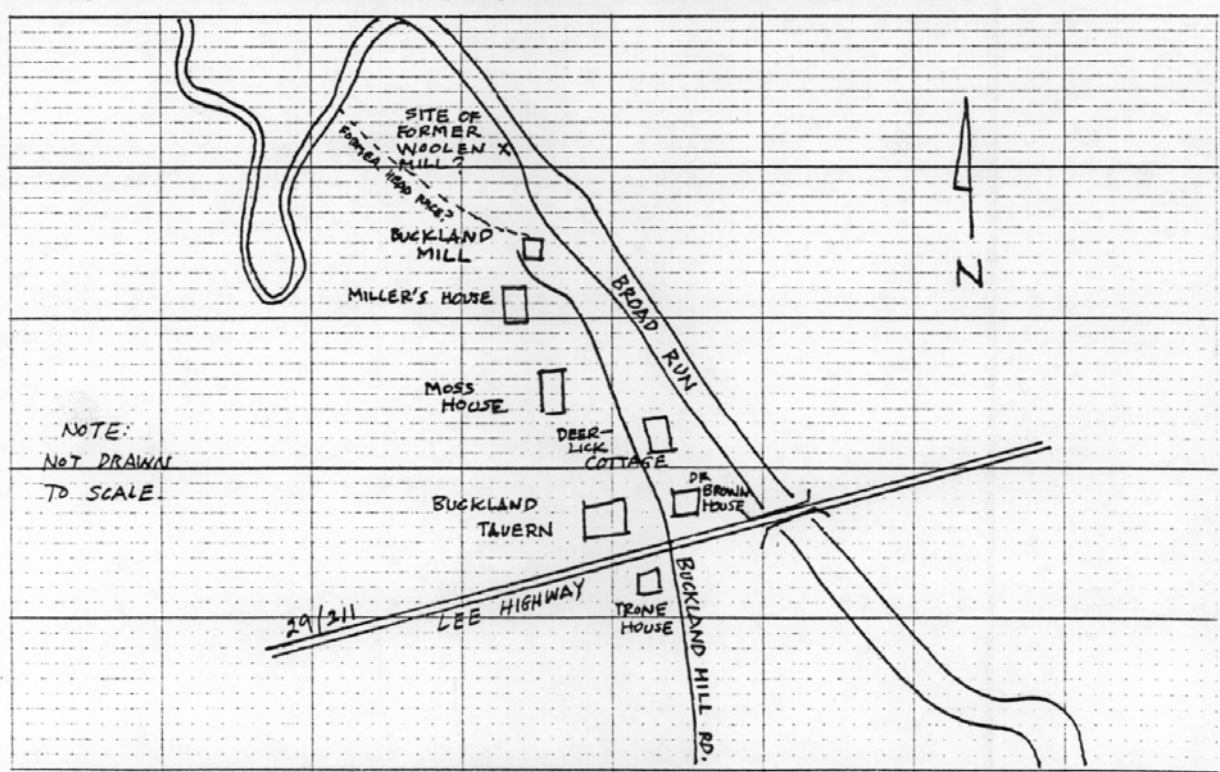 SITE OF
FORMER
WOOLEN X
MILL?
FORMER HEAD RACE?
BUCKLAND
MILL
MILLER'S HOUSE
BROAD RUN
N
MOSS
HOUSE
NOTE:
NOT DRAWN
TO SCALE
DEER-
LICK
COTTAGE
DR
BROWN
HOUSE
BUCKLAND
TAVERN
29/211
LEE HIGHWAY
TRONE
HOUSE
BUCKLAND MILL RD.